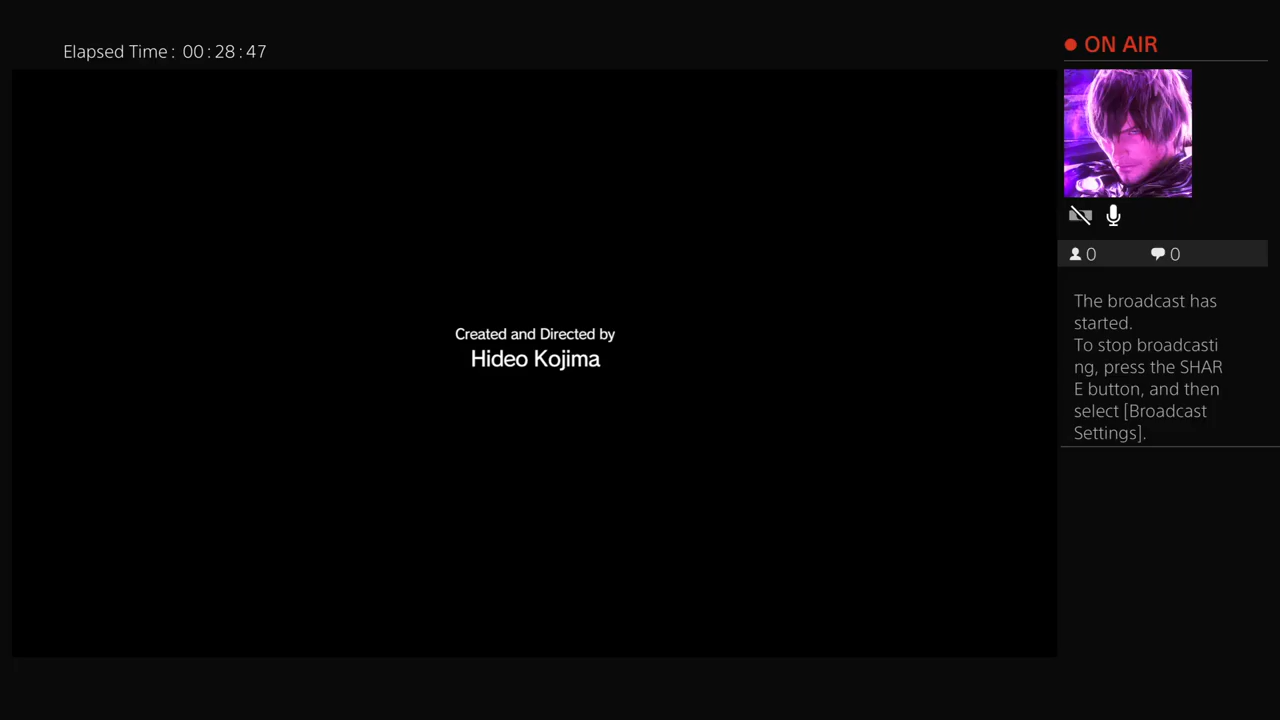 Elapsed Time : 00:28:47
ON AIR
0 0
Created and Directed by
Hideo Kojima
The broadcast has
started.
To stop broadcasti
ng, press the SHAR
E button, and then
select [Broadcast
Settings].